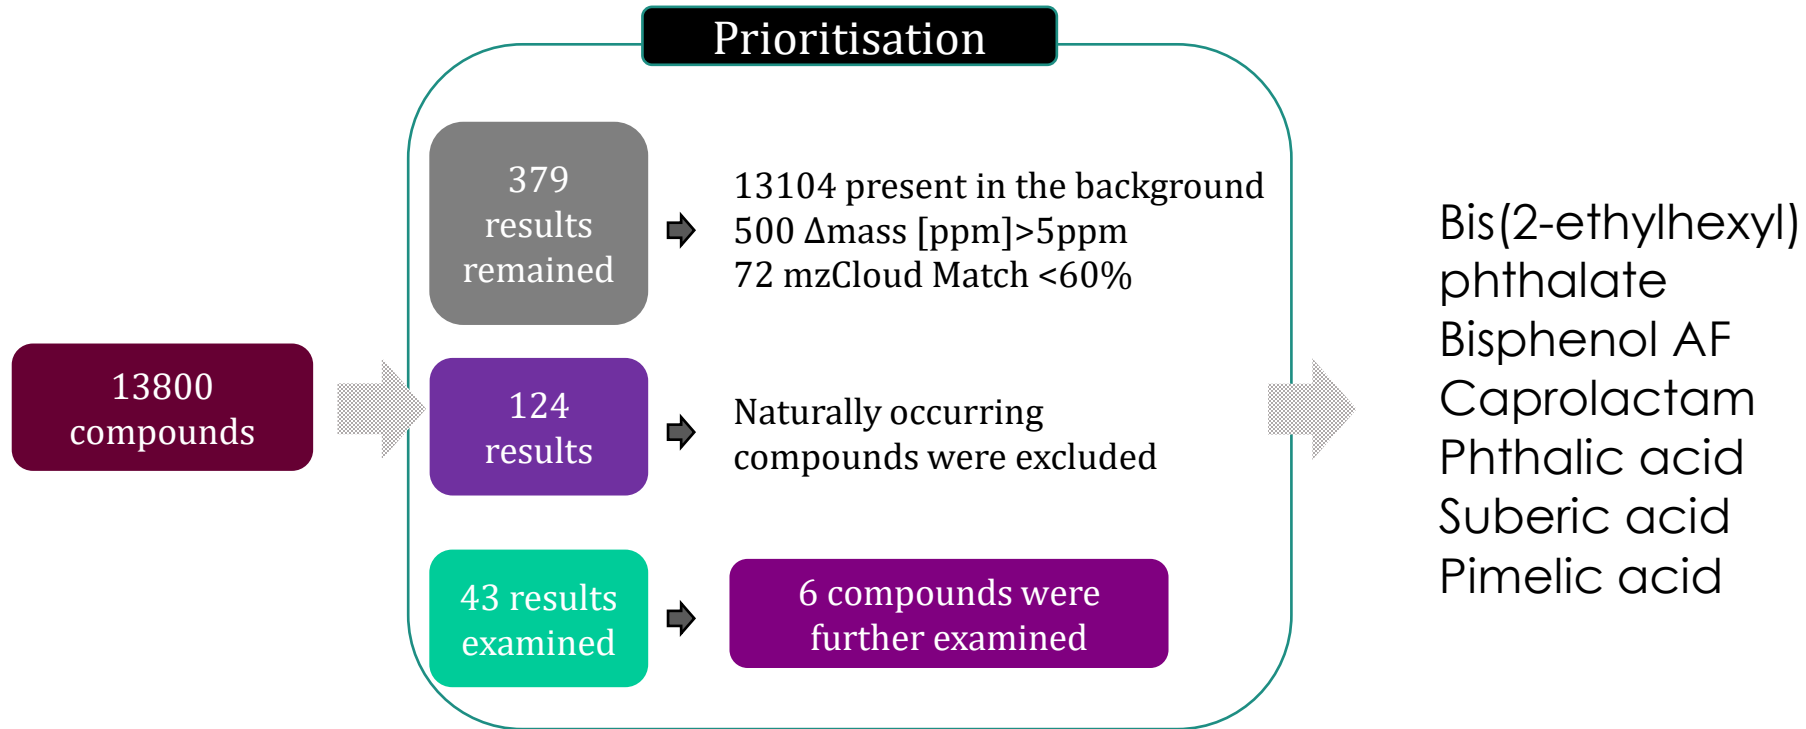 Prioritisation
13800
compounds
379
results
remained
13104 present in the background
500 Δmass [ppm]>5ppm
72 mzCloud Match <60%
124
results
Naturally occurring
compounds were excluded
43 results
examined
6 compounds were
further examined
Bis(2-ethylhexyl)
phthalate
Bisphenol AF
Caprolactam
Phthalic acid
Suberic acid
Pimelic acid